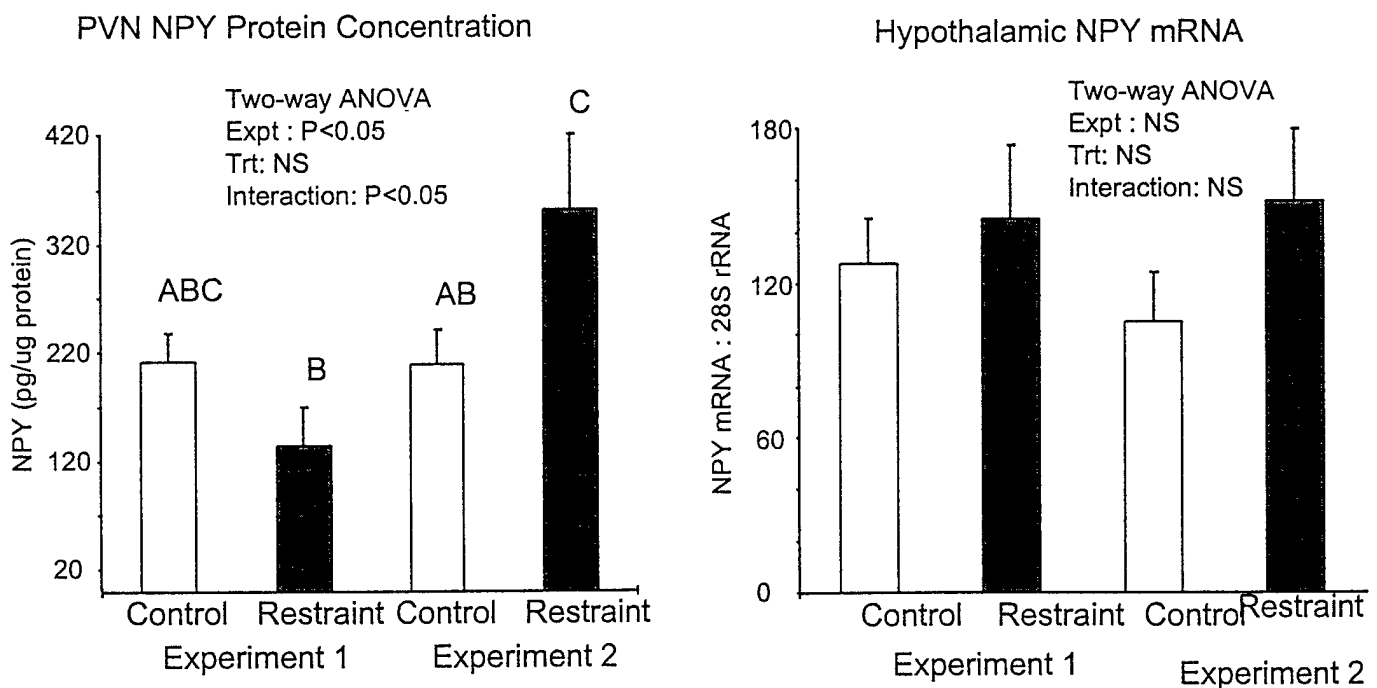 PVN NPY Protein Concentration
Two-way ANOVA
Expt : P<0.05
Trt: NS
Interaction: P<0.05
C
420
320
220
120
20
NPY (pg/ug protein)
ABC
B
AB
Control Restraint Control Restraint
Experiment 1 Experiment 2
Hypothalamic NPY mRNA
Two-way ANOVA
Expt : NS
Trt: NS
Interaction: NS
180
120
60
0
NPY mRNA : 28S rRNA
Control Restraint Control Restraint
Experiment 1 Experiment 2